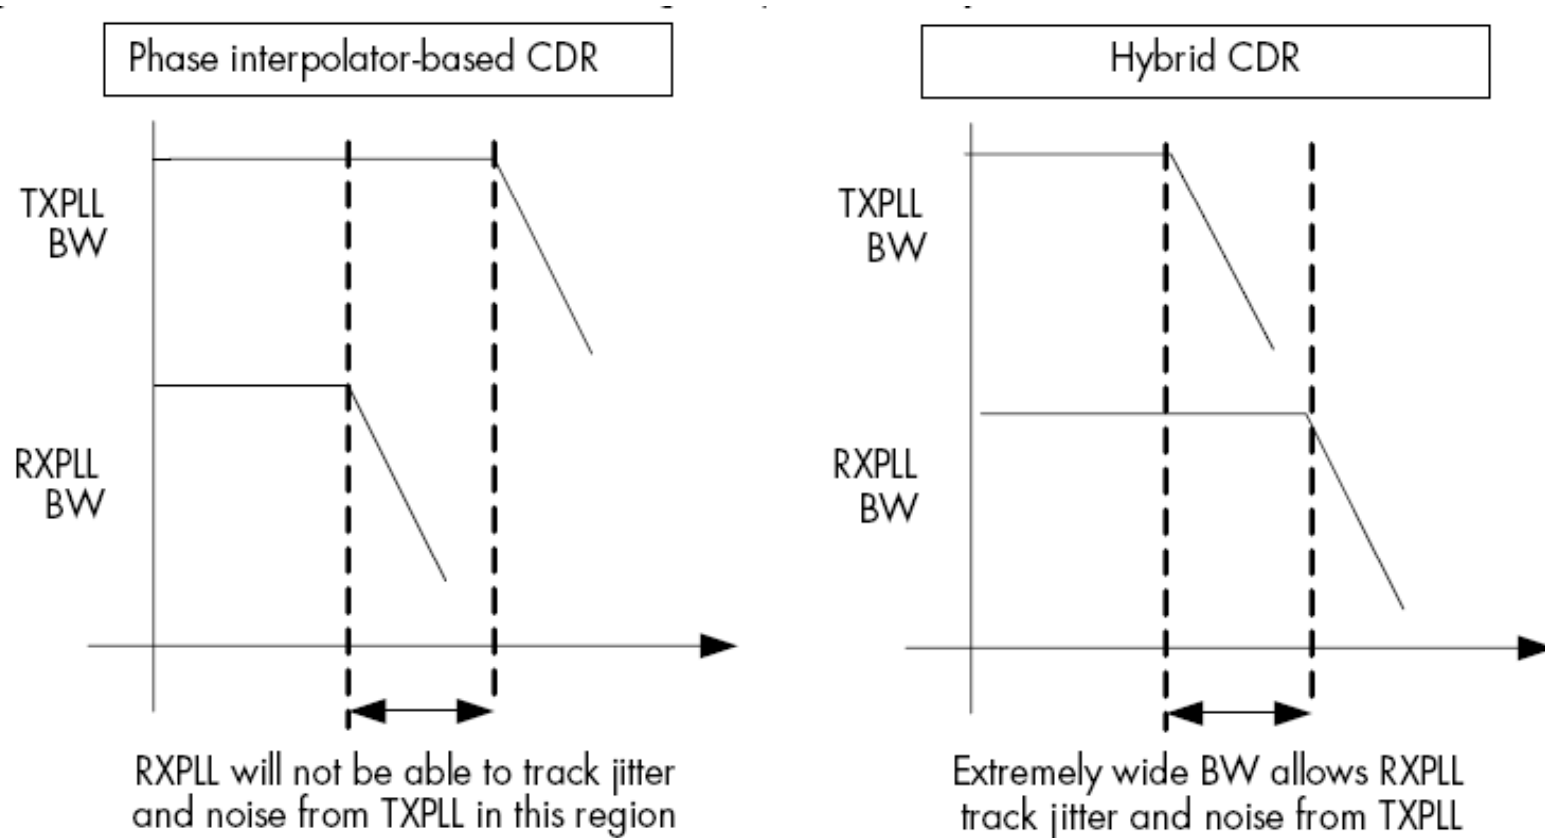 Phase interpolator-based CDR
TXPLL
BW
RXPLL
BW
RXPLL will not be able to track jitter
and noise from TXPLL in this region
Hybrid CDR
TXPLL
BW
RXPLL
BW
Extremely wide BW allows RXPLL
track jitter and noise from TXPLL